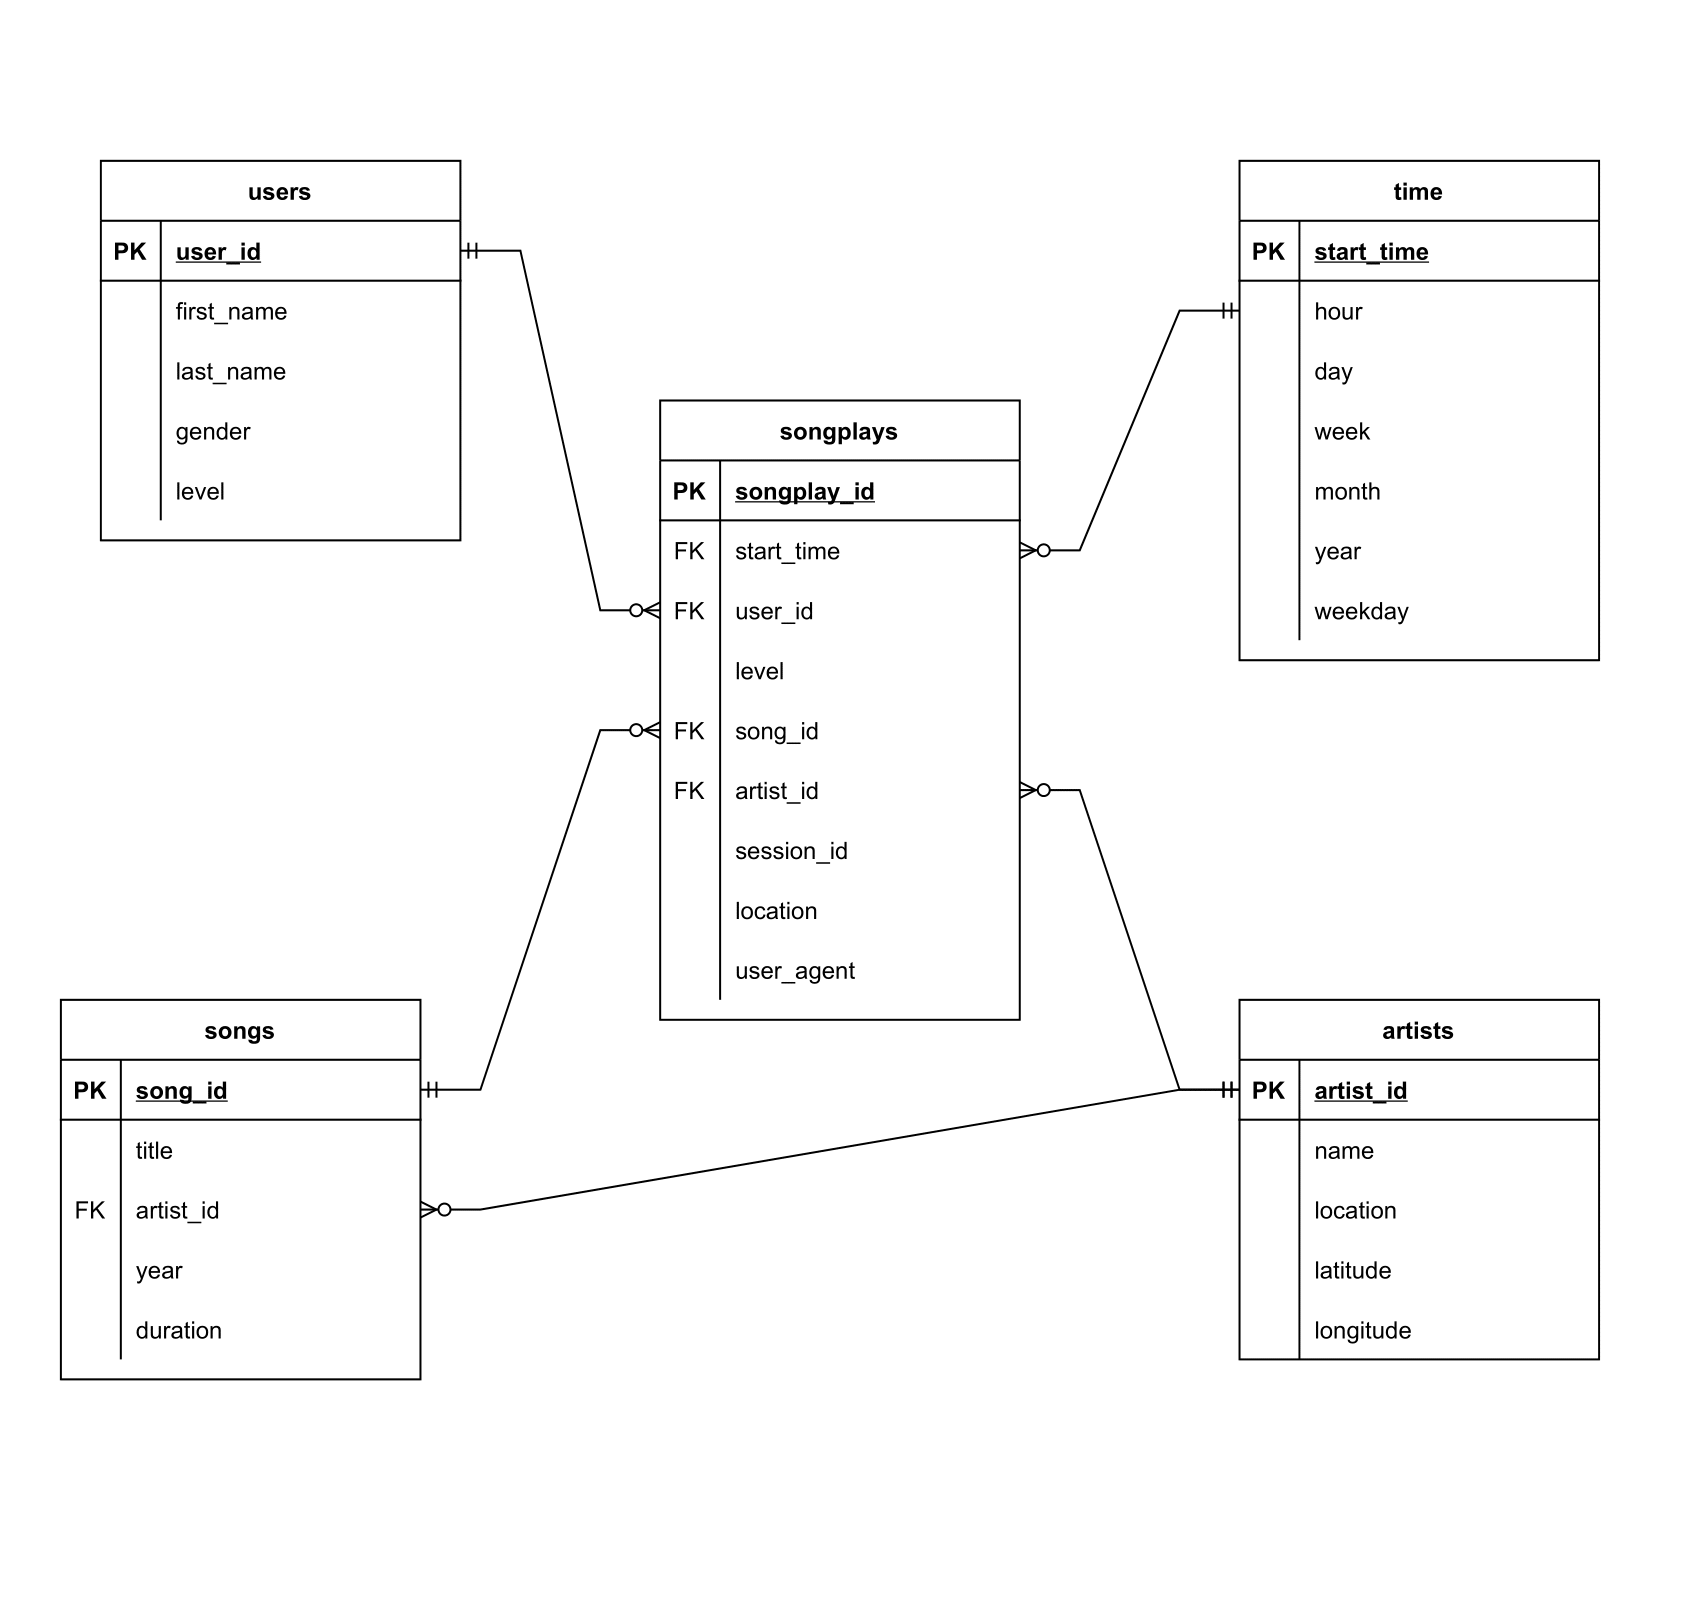 users
PK user_id
first_name
last_name
gender
level
time
PK start_time
hour
day
week
month
year
weekday
songplays
PK songplay_id
FK start_time
FK user_id
level
FK song_id
FK artist_id
session_id
location
user_agent
songs
PK song_id
title
FK artist_id
year
duration
artists
PK artist_id
name
location
latitude
longitude